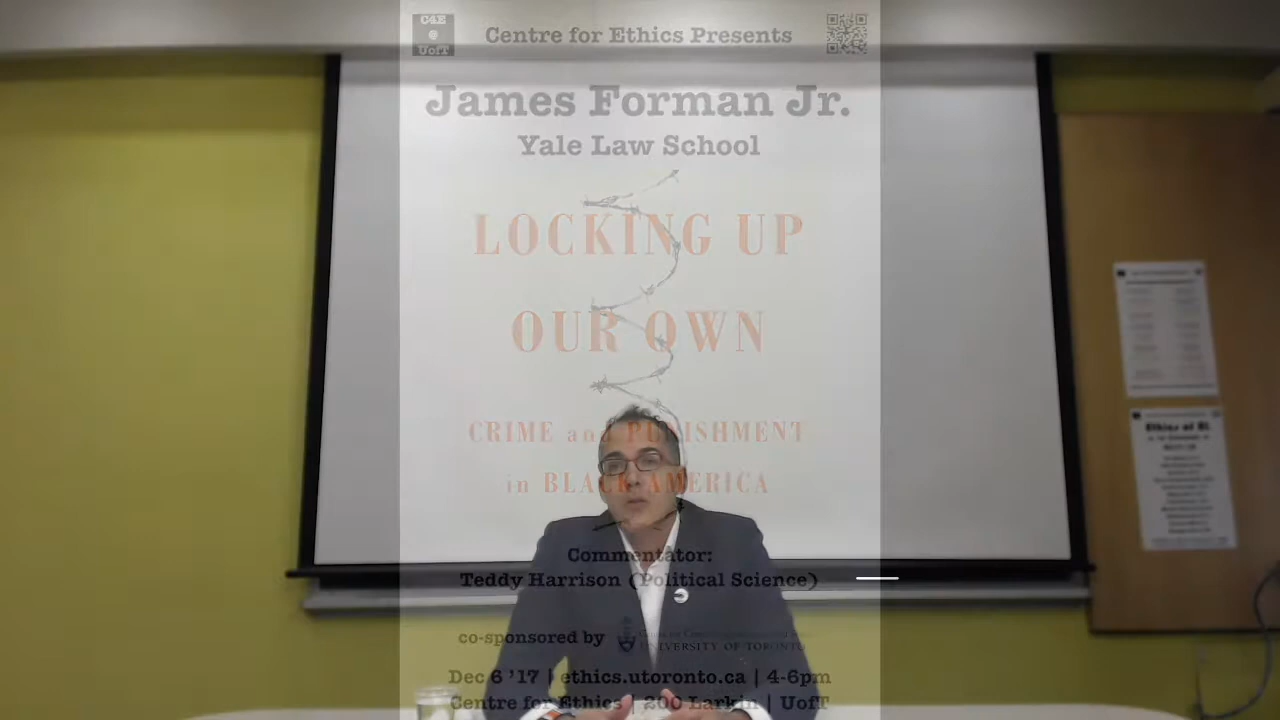 C4E
@
UofT
Centre for Ethics Presents
James Forman Jr.
Yale Law School
LOCKING UP
OUR OWN
CRIME and PUNISHMENT
in BLACK AMERICA
Commentator:
Teddy Harrison (Political Science)
co-sponsored by
UNIVERSITY OF TORONTO
Dec 6 '17 | ethics.utoronto.ca | 4-6pm
Centre for Ethics | 200 Larkin | UofT